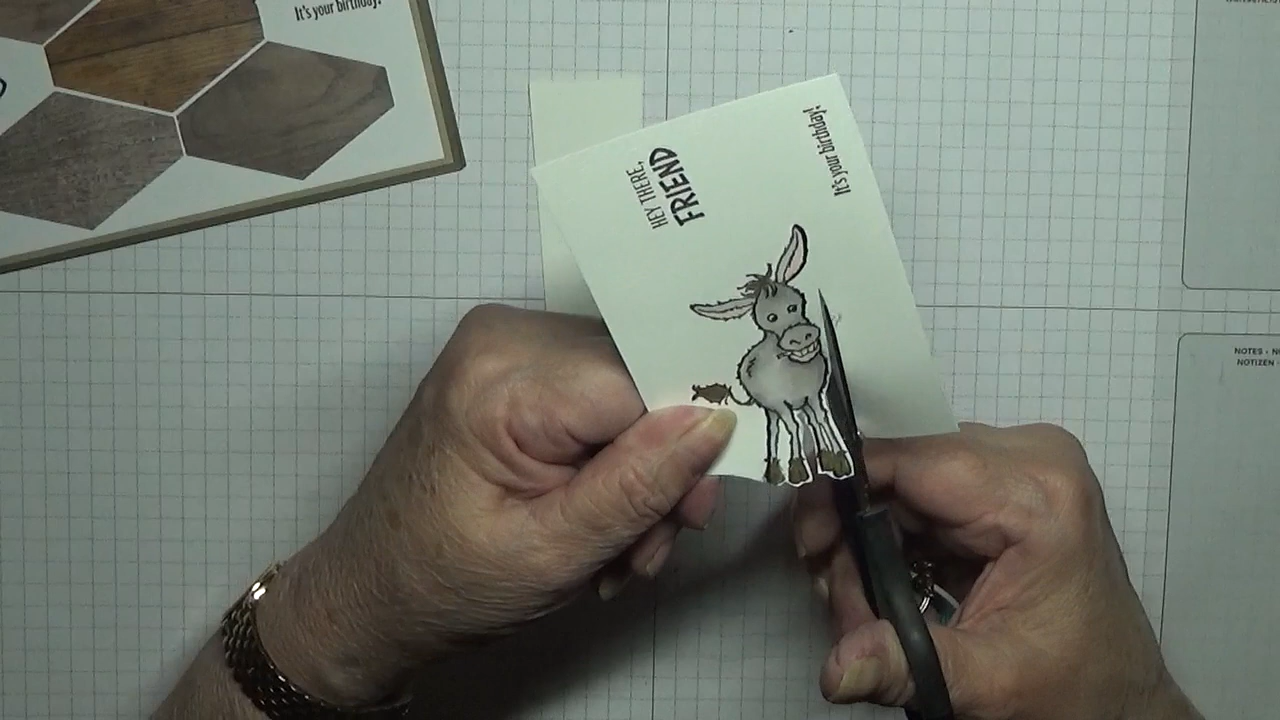 It's your birthday!
HEY THERE,
FRIEND
It's your birthday!
NOTES - N
NOTIZEN -